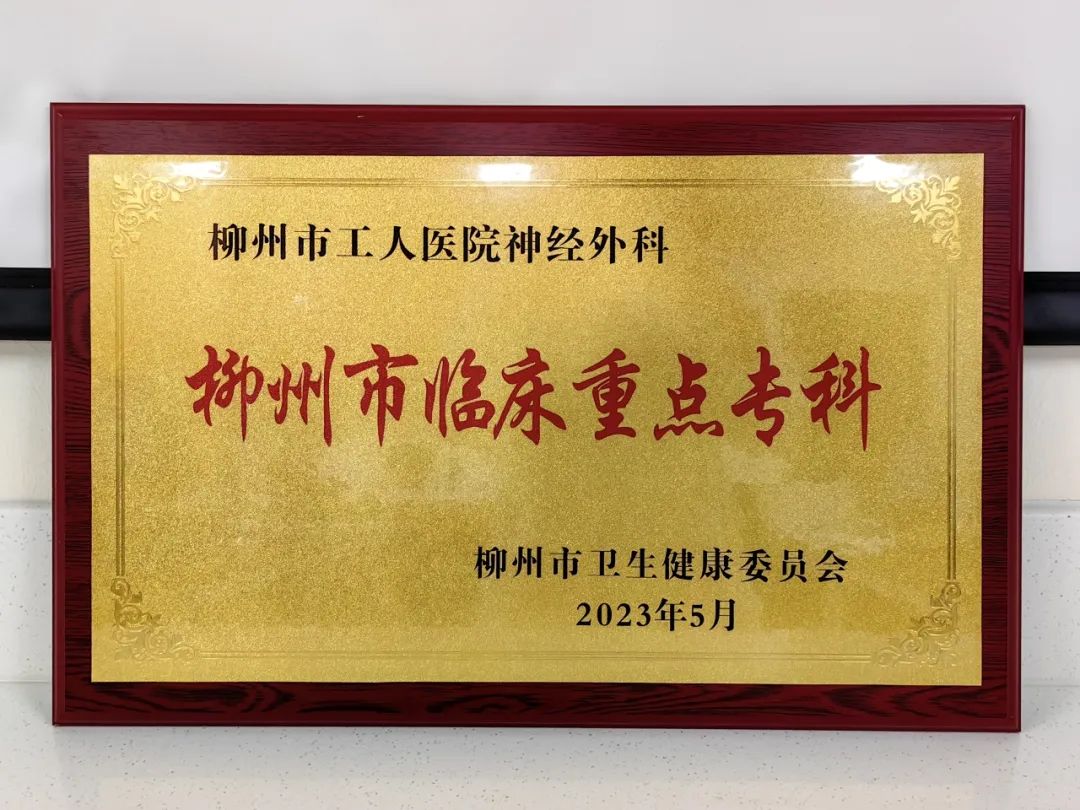 柳州市工人医院神经外科
柳州市临床重点专科
柳州市卫生健康委员会
2023年5月